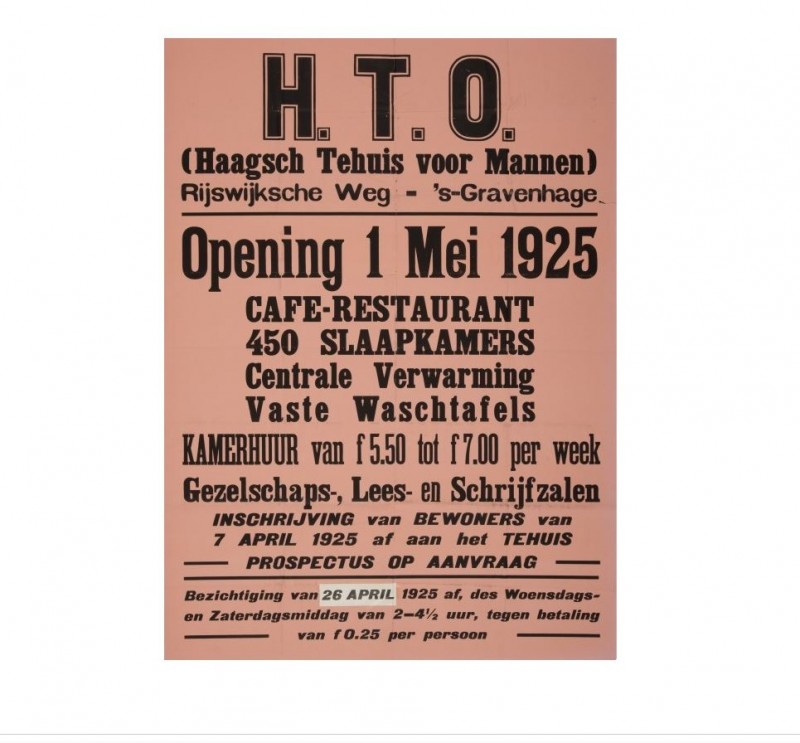 H. T. O.
(Haagsch Tehuis voor Mannen)
Rijswijksche Weg - 's-Gravenhage
Opening 1 Mei 1925
CAFE-RESTAURANT
450 SLAAPKAMERS
Centrale Verwarming
Vaste Waschtafels
KAMERHUUR van f 5.50 tot f 7.00 per week
Gezelschaps-, Lees- en Schrijfzalen
INSCHRIJVING van BEWONERS van
7 APRIL 1925 af aan het TEHUIS
PROSPECTUS OP AANVRAAG
Bezichtiging van 26 APRIL 1925 af, des Woensdags-
en Zaterdagsmiddag van 2—4½ uur, tegen betaling
van f 0.25 per persoon